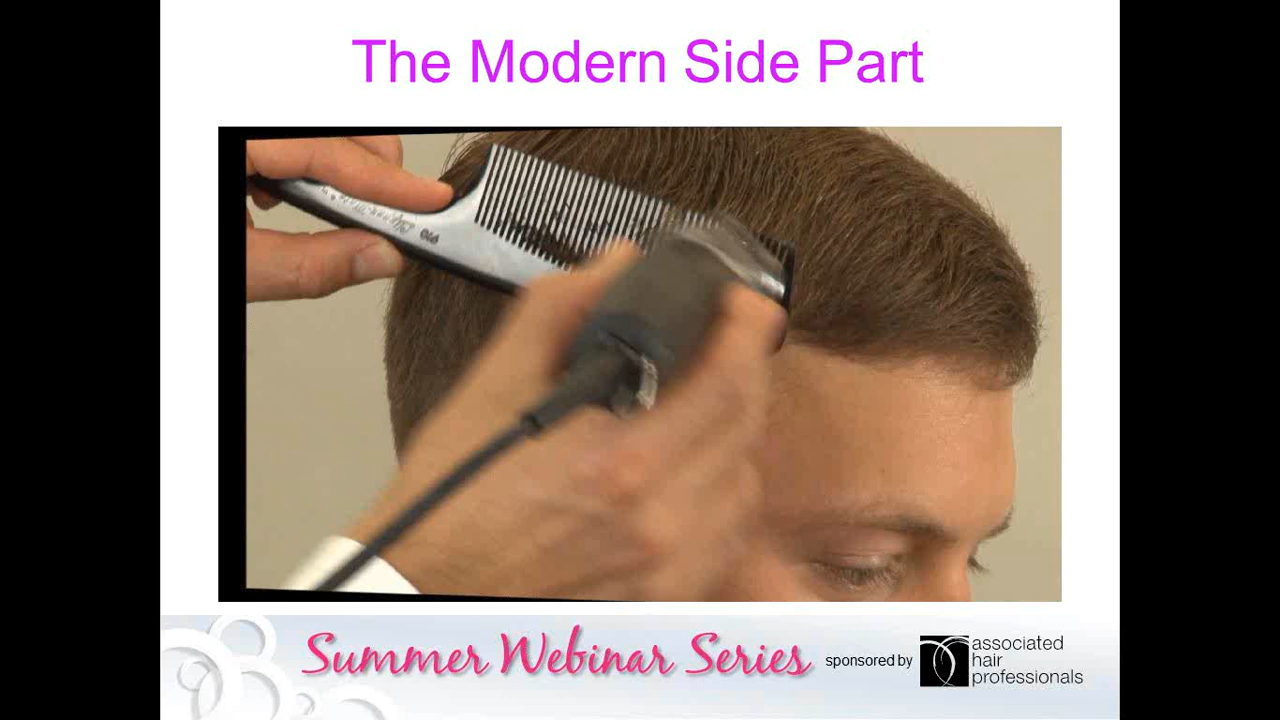 The Modern Side Part
Summer Webinar Series
sponsored by
associated
hair
professionals